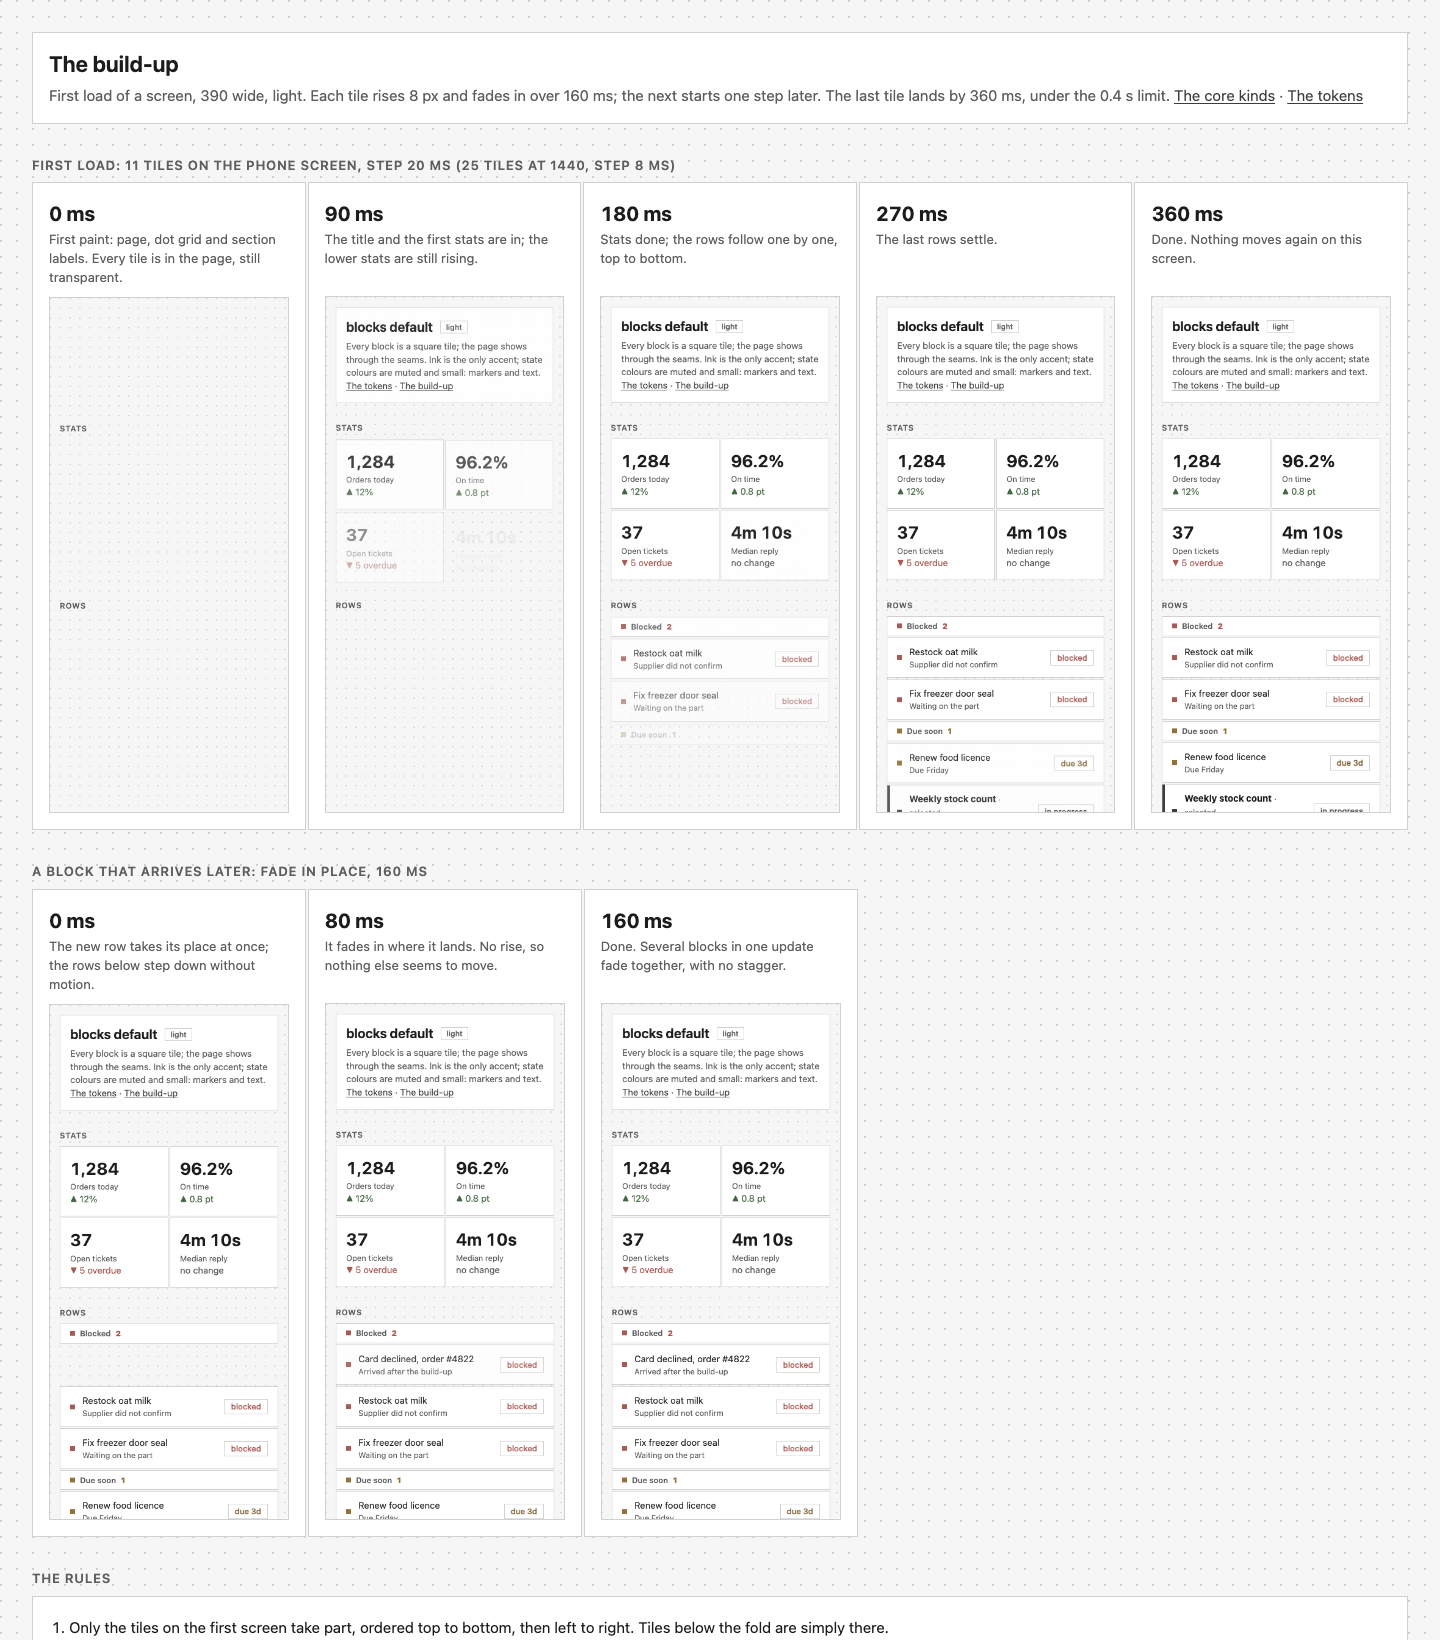 The build-up
First load of a screen, 390 wide, light. Each tile rises 8 px and fades in over 160 ms; the next starts one step later. The last tile lands by 360 ms, under the 0.4 s limit. The core kinds · The tokens
FIRST LOAD: 11 TILES ON THE PHONE SCREEN, STEP 20 MS (25 TILES AT 1440, STEP 8 MS)
0 ms
First paint: page, dot grid and section
labels. Every tile is in the page, still
transparent.
STATS
ROWS
90 ms
The title and the first stats are in; the
lower stats are still rising.
blocks default light
Every block is a square tile; the page shows
through the seams. Ink is the only accent; state
colours are muted and small: markers and text.
The tokens · The build-up
STATS
1,284 96.2%
Orders today On time
▲ 12% ▲ 0.8 pt
37 4m 10s
Open tickets
▼ 5 overdue
ROWS
180 ms
Stats done; the rows follow one by one,
top to bottom.
blocks default light
Every block is a square tile; the page shows
through the seams. Ink is the only accent; state
colours are muted and small: markers and text.
The tokens · The build-up
STATS
1,284 96.2%
Orders today On time
▲ 12% ▲ 0.8 pt
37 4m 10s
Open tickets Median reply
▼ 5 overdue no change
ROWS
Blocked 2
Restock oat milk
Supplier did not confirm blocked
Fix freezer door seal
Waiting on the part blocked
Due soon 1
270 ms
The last rows settle.
blocks default light
Every block is a square tile; the page shows
through the seams. Ink is the only accent; state
colours are muted and small: markers and text.
The tokens · The build-up
STATS
1,284 96.2%
Orders today On time
▲ 12% ▲ 0.8 pt
37 4m 10s
Open tickets Median reply
▼ 5 overdue no change
ROWS
Blocked 2
Restock oat milk
Supplier did not confirm blocked
Fix freezer door seal
Waiting on the part blocked
Due soon 1
Renew food licence
Due Friday due 3d
Weekly stock count ·
selected in progress
360 ms
Done. Nothing moves again on this
screen.
blocks default light
Every block is a square tile; the page shows
through the seams. Ink is the only accent; state
colours are muted and small: markers and text.
The tokens · The build-up
STATS
1,284 96.2%
Orders today On time
▲ 12% ▲ 0.8 pt
37 4m 10s
Open tickets Median reply
▼ 5 overdue no change
ROWS
Blocked 2
Restock oat milk
Supplier did not confirm blocked
Fix freezer door seal
Waiting on the part blocked
Due soon 1
Renew food licence
Due Friday due 3d
Weekly stock count ·
selected in progress
A BLOCK THAT ARRIVES LATER: FADE IN PLACE, 160 MS
0 ms
The new row takes its place at once;
the rows below step down without
motion.
blocks default light
Every block is a square tile; the page shows
through the seams. Ink is the only accent; state
colours are muted and small: markers and text.
The tokens · The build-up
STATS
1,284 96.2%
Orders today On time
▲ 12% ▲ 0.8 pt
37 4m 10s
Open tickets Median reply
▼ 5 overdue no change
ROWS
Blocked 2
Restock oat milk
Supplier did not confirm blocked
Fix freezer door seal
Waiting on the part blocked
Due soon 1
Renew food licence
Due Friday due 3d
80 ms
It fades in where it lands. No rise, so
nothing else seems to move.
blocks default light
Every block is a square tile; the page shows
through the seams. Ink is the only accent; state
colours are muted and small: markers and text.
The tokens · The build-up
STATS
1,284 96.2%
Orders today On time
▲ 12% ▲ 0.8 pt
37 4m 10s
Open tickets Median reply
▼ 5 overdue no change
ROWS
Blocked 2
Card declined, order #4822
Arrived after the build-up blocked
Restock oat milk
Supplier did not confirm blocked
Fix freezer door seal
Waiting on the part blocked
Due soon 1
Renew food licence
Due Friday due 3d
160 ms
Done. Several blocks in one update
fade together, with no stagger.
blocks default light
Every block is a square tile; the page shows
through the seams. Ink is the only accent; state
colours are muted and small: markers and text.
The tokens · The build-up
STATS
1,284 96.2%
Orders today On time
▲ 12% ▲ 0.8 pt
37 4m 10s
Open tickets Median reply
▼ 5 overdue no change
ROWS
Blocked 2
Card declined, order #4822
Arrived after the build-up blocked
Restock oat milk
Supplier did not confirm blocked
Fix freezer door seal
Waiting on the part blocked
Due soon 1
Renew food licence
Due Friday due 3d
THE RULES
1. Only the tiles on the first screen take part, ordered top to bottom, then left to right. Tiles below the fold are simply there.